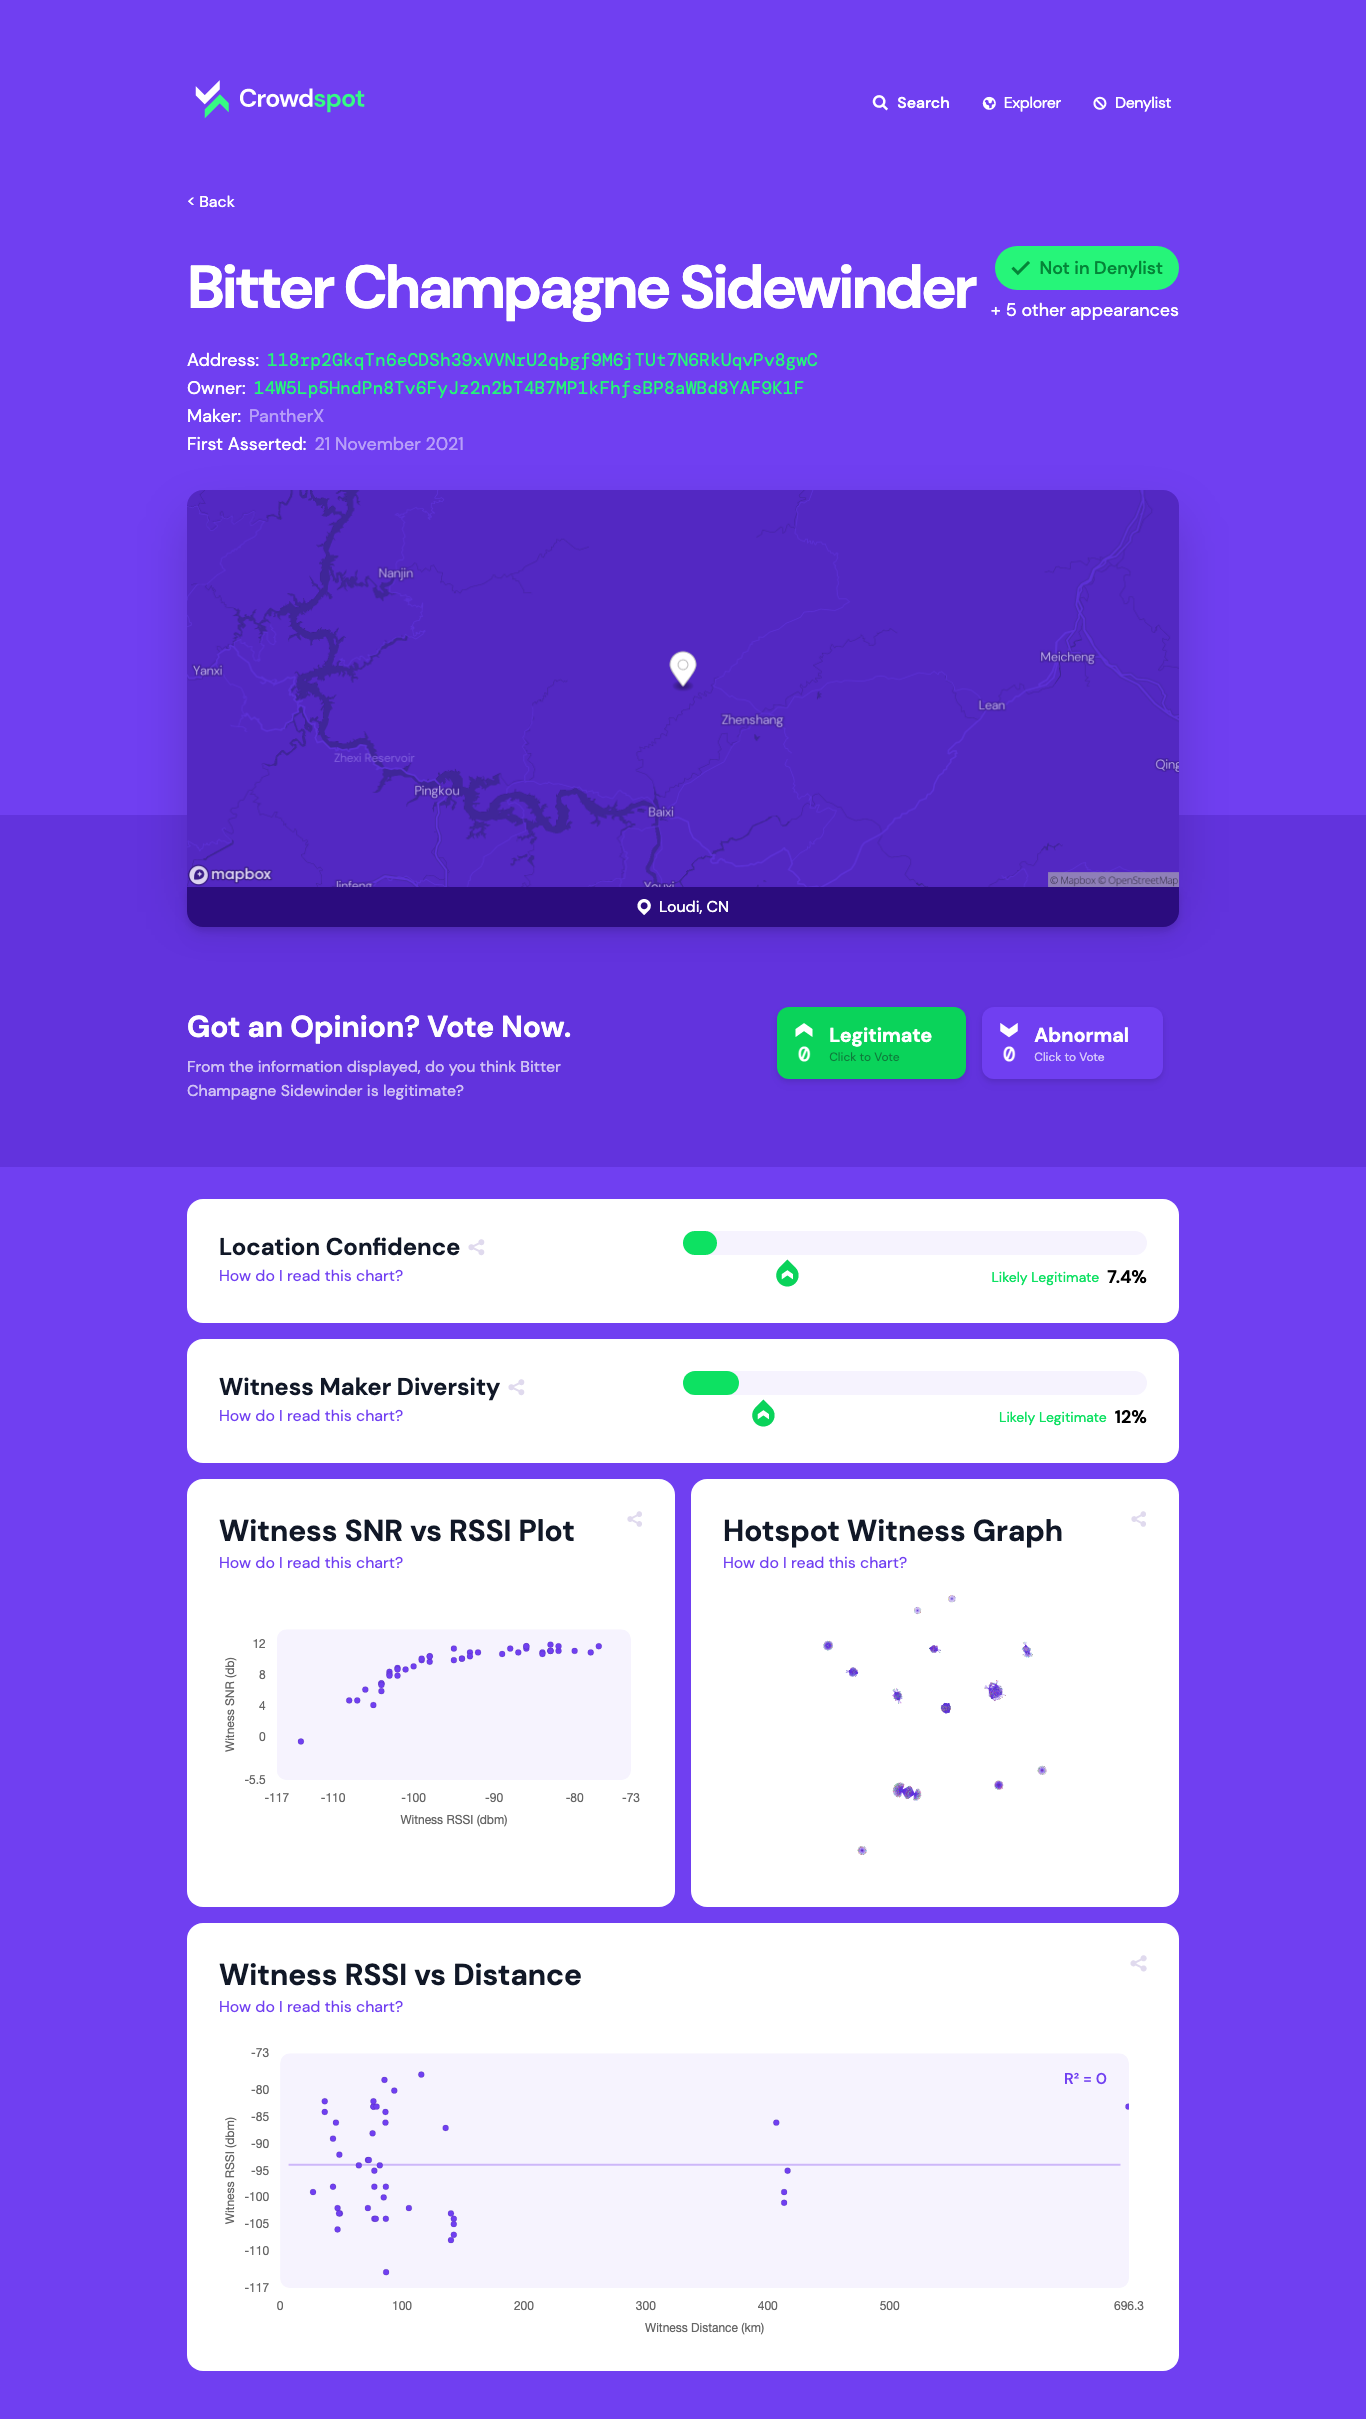 Crowdspot
Search
Explorer
Denylist
< Back
Bitter Champagne Sidewinder
Not in Denylist
+ 5 other appearances
Address: 118rp2GkqTn6eCDSh39xVVNrU2qbgf9M6jTUt7N6RkUqvPv8gwC
Owner: 14W5Lp5HndPn8Tv6FyJz2n2bT4B7MP1kFhfsBP8aWBd8YAF9K1F
Maker: PantherX
First Asserted: 21 November 2021
Nanjin
Yanxi
Meicheng
Lean
Zhenshang
Zhexi Reservoir
Qing
Pingkou
Baixi
mapbox
Jinfeng
Youxi
© Mapbox © OpenStreetMap
Loudi, CN
Got an Opinion? Vote Now.
From the information displayed, do you think Bitter
Champagne Sidewinder is legitimate?
Legitimate
0
Click to Vote
Abnormal
0
Click to Vote
Location Confidence
How do I read this chart?
Likely Legitimate 7.4%
Witness Maker Diversity
How do I read this chart?
Likely Legitimate 12%
Witness SNR vs RSSI Plot
How do I read this chart?
Witness SNR (db)
12
8
4
0
-5.5
-117 -110 -100 -90 -80 -73
Witness RSSI (dbm)
Hotspot Witness Graph
How do I read this chart?
Witness RSSI vs Distance
How do I read this chart?
R² = 0
Witness RSSI (dbm)
-73
-80
-85
-90
-95
-100
-105
-110
-117
0 100 200 300 400 500 696.3
Witness Distance (km)